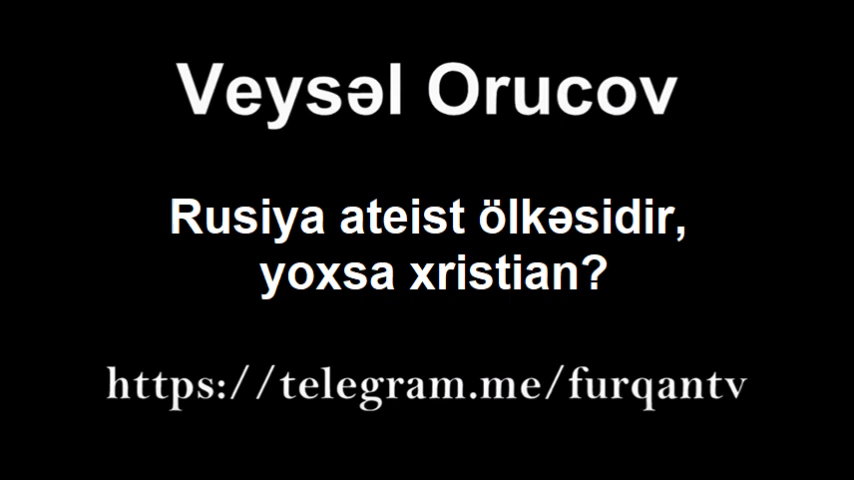 Veysəl Orucov
Rusiya ateist ölkəsidir,
yoxsa xristian?
https://telegram.me/furqantv